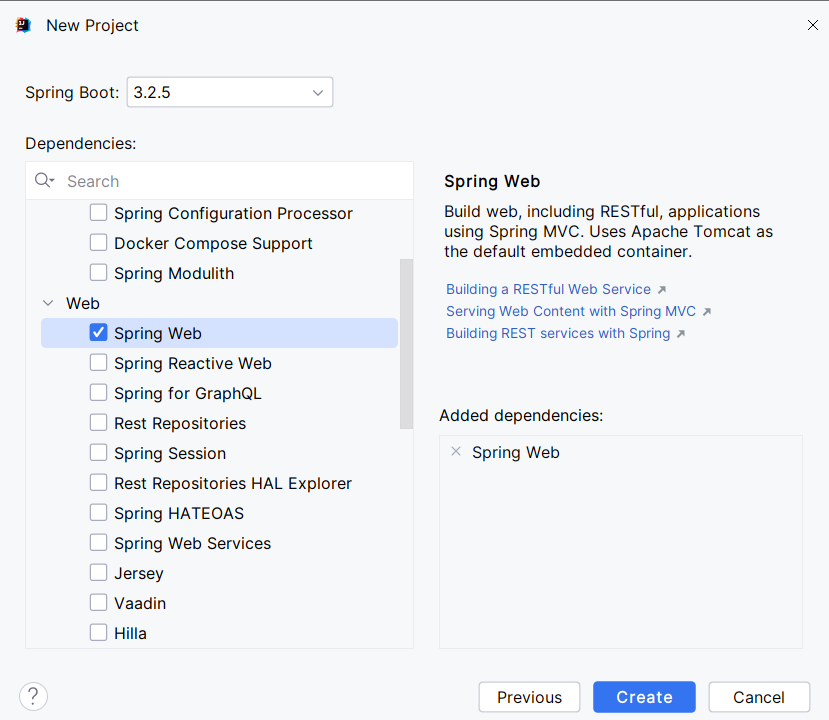 New Project
Spring Boot: 3.2.5
Dependencies:
Search
Spring Configuration Processor
Docker Compose Support
Spring Modulith
Web
Spring Web
Spring Reactive Web
Spring for GraphQL
Rest Repositories
Spring Session
Rest Repositories HAL Explorer
Spring HATEOAS
Spring Web Services
Jersey
Vaadin
Hilla
Spring Web
Build web, including RESTful, applications
using Spring MVC. Uses Apache Tomcat as
the default embedded container.
Building a RESTful Web Service
Serving Web Content with Spring MVC
Building REST services with Spring
Added dependencies:
Spring Web
?
Previous
Create
Cancel